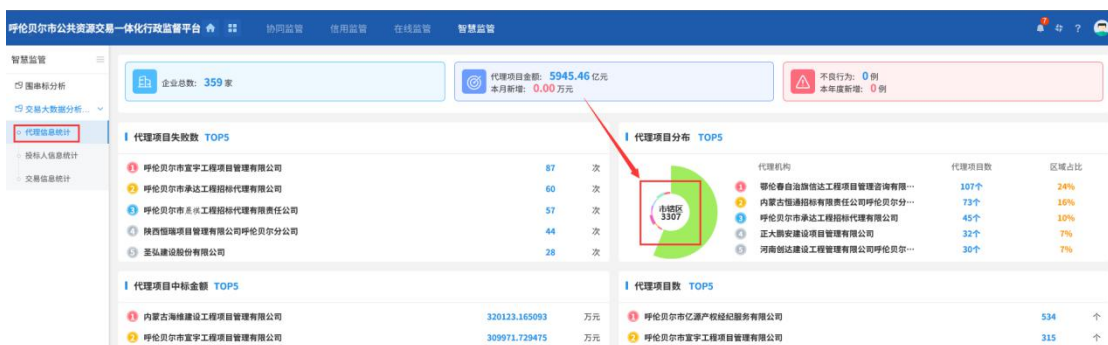 呼伦贝尔市公共资源交易一体化行政监督平台 协同监管 信用监管 在线监管 智慧监管 7 ?
智慧监管
围串标分析
交易大数据分析...
代理信息统计
投标人信息统计
交易信息统计
企业总数: 359 家
代理项目金额: 5945.46 亿元
本月新增: 0.00 万元
不良行为: 0 例
本年度新增: 0 例
代理项目失败数 TOP5
1 呼伦贝尔市宜宇工程项目管理有限公司 87 次
2 呼伦贝尔市承达工程招标代理有限公司 60 次
3 呼伦贝尔市 工程招标代理有限责任公司 57 次
4 陕西恒瑞项目管理有限公司呼伦贝尔分公司 44 次
5 圣弘建设股份有限公司 28 次
代理项目分布 TOP5
市辖区
3307
代理机构 代理项目数 区域占比
1 鄂伦春自治旗信达工程项目管理咨询有限… 107个 24%
2 内蒙古恒通招标有限责任公司呼伦贝尔分… 73个 16%
3 呼伦贝尔市承达工程招标代理有限公司 45个 10%
4 正大鹏安建设项目管理有限公司 32个 7%
5 河南创达建设工程管理有限公司呼伦贝尔… 30个 7%
代理项目中标金额 TOP5
1 内蒙古海维建设工程项目管理有限公司 320123.165093 万元
2 呼伦贝尔市宜宇工程项目管理有限公司 309971.729475 万元
代理项目数 TOP5
1 呼伦贝尔市亿源产权经纪服务有限公司 534 个
2 呼伦贝尔市宜宇工程项目管理有限公司 315 个